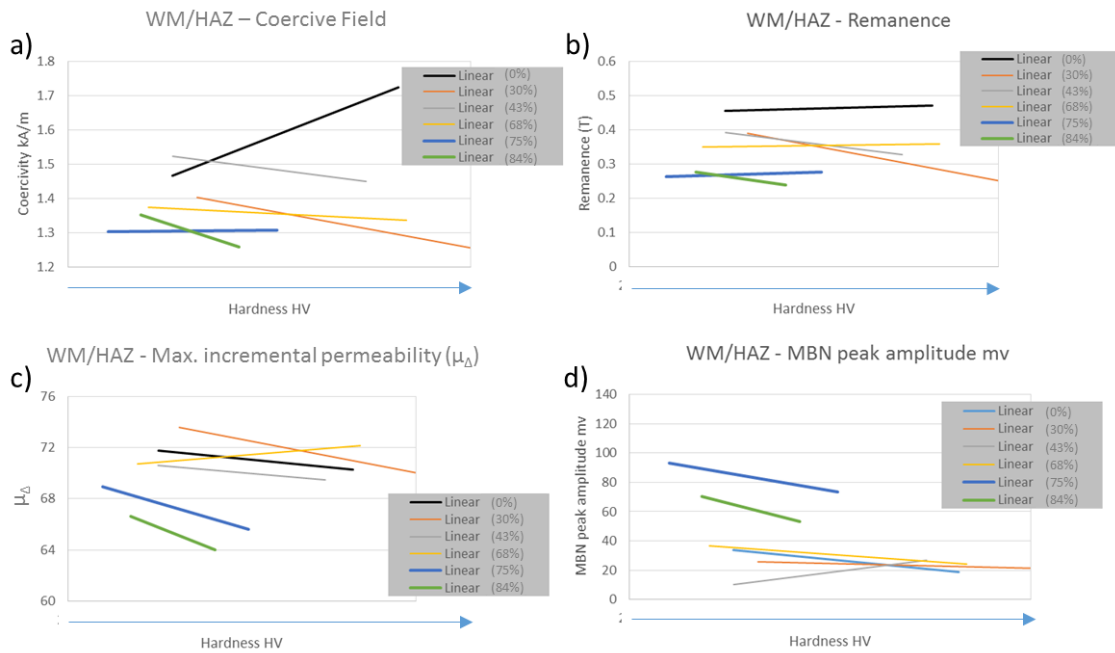 WM/HAZ – Coercive Field
a)
Coercivity kA/m
1.8
1.7
1.6
1.5
1.4
1.3
1.2
Linear (0%)
Linear (30%)
Linear (43%)
Linear (68%)
Linear (75%)
Linear (84%)
Hardness HV
WM/HAZ - Remanence
b)
Remanence (T)
0.6
0.5
0.4
0.3
0.2
0.1
0
Linear (0%)
Linear (30%)
Linear (43%)
Linear (68%)
Linear (75%)
Linear (84%)
Hardness HV
WM/HAZ - Max. incremental permeability (μΔ)
c)
μΔ
76
72
68
64
60
Linear (0%)
Linear (30%)
Linear (43%)
Linear (68%)
Linear (75%)
Linear (84%)
Hardness HV
WM/HAZ - MBN peak amplitude mv
d)
MBN peak amplitude mv
140
120
100
80
60
40
20
0
Linear (0%)
Linear (30%)
Linear (43%)
Linear (68%)
Linear (75%)
Linear (84%)
Hardness HV